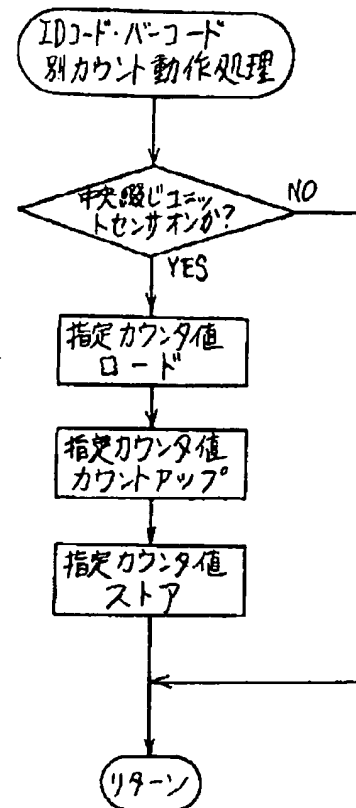 IDコード・バーコード
別カウント動作処理
中央綴じユニッ
トセンサオンか?
NO
YES
指定カウンタ値
ロード
指定カウンタ値
カウントアップ
指定カウンタ値
ストア
リターン